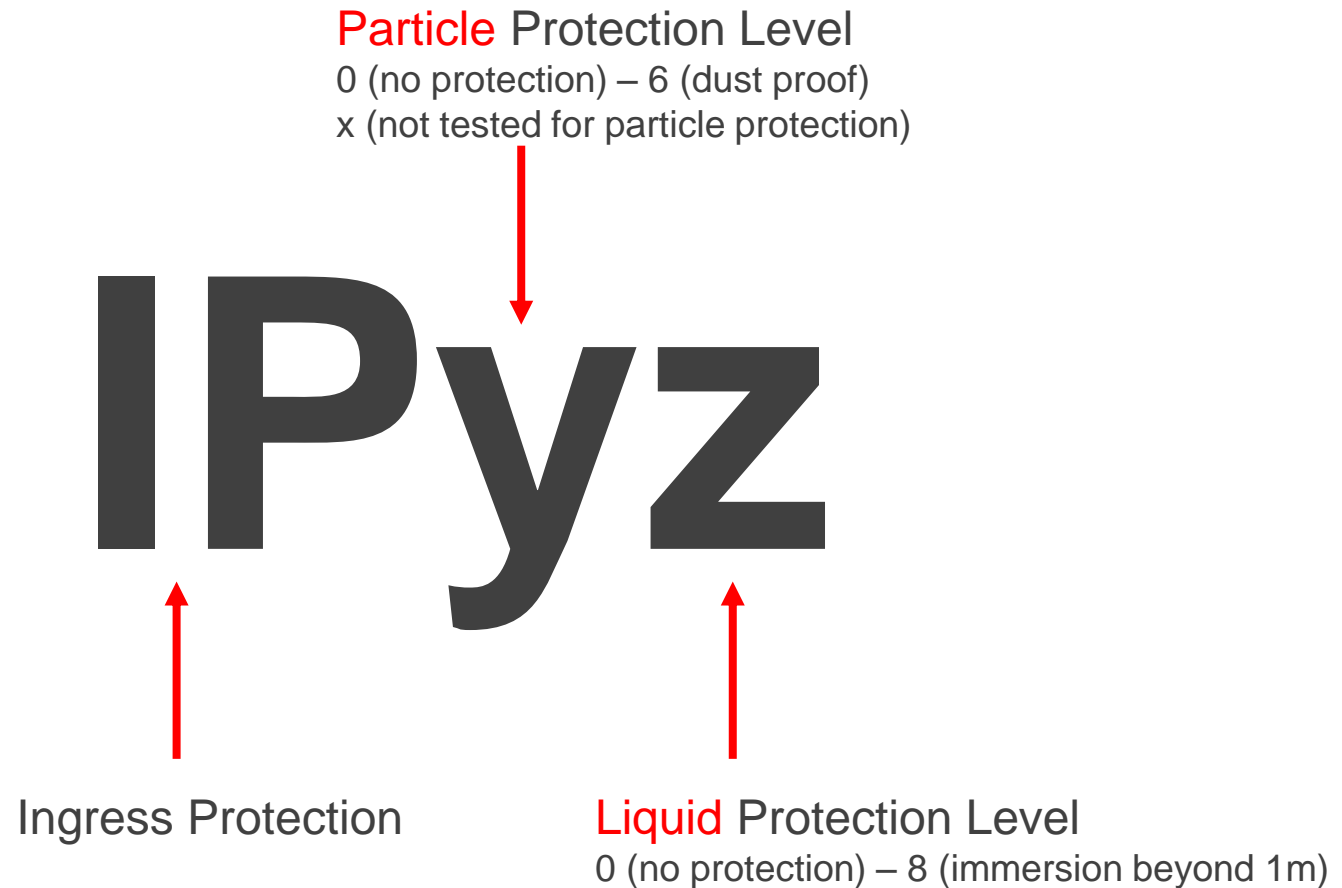 Particle Protection Level
0 (no protection) – 6 (dust proof)
x (not tested for particle protection)
IPyz
Ingress Protection
Liquid Protection Level
0 (no protection) – 8 (immersion beyond 1m)